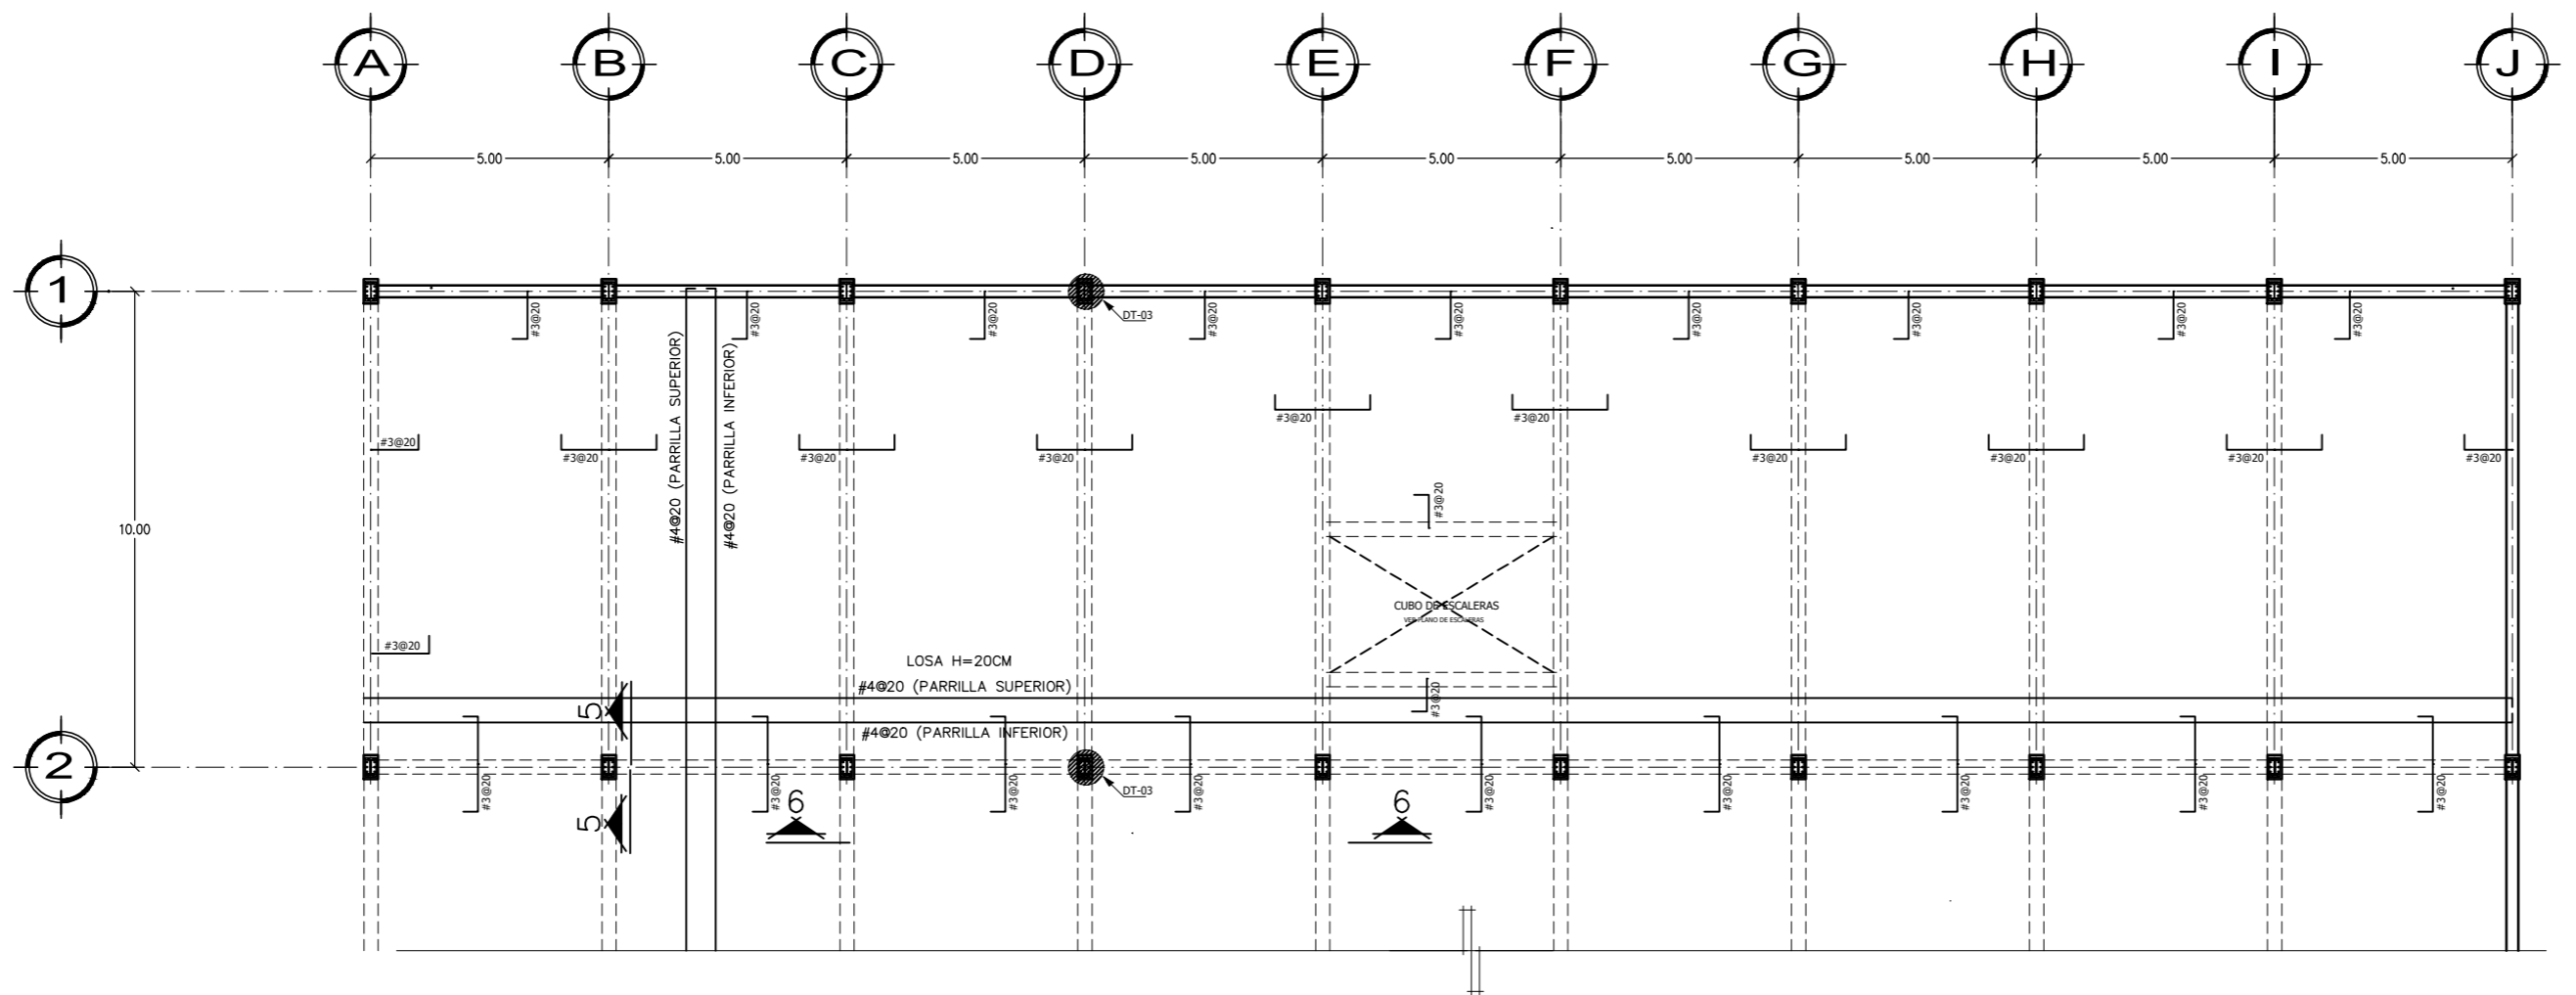 A B C D E F G H I J
5.00 5.00 5.00 5.00 5.00 5.00 5.00 5.00 5.00
1
#3@20 #3@20 #3@20 #3@20 #3@20 #3@20 #3@20 #3@20 #3@20
DT-03
#4@20 (PARRILLA SUPERIOR)
#4@20 (PARRILLA INFERIOR)
#3@20 #3@20
#3@20 #3@20 #3@20 #3@20 #3@20 #3@20 #3@20 #3@20
#3@20
10.00
CUBO DE ESCALERAS
VER PLANO DE ESCALERAS
#3@20
LOSA H=20CM
#4@20 (PARRILLA SUPERIOR)
#3@20
5
#4@20 (PARRILLA INFERIOR)
2
#3@20 #3@20 #3@20 #3@20 #3@20 #3@20 #3@20 #3@20 #3@20
DT-03
6 6
5